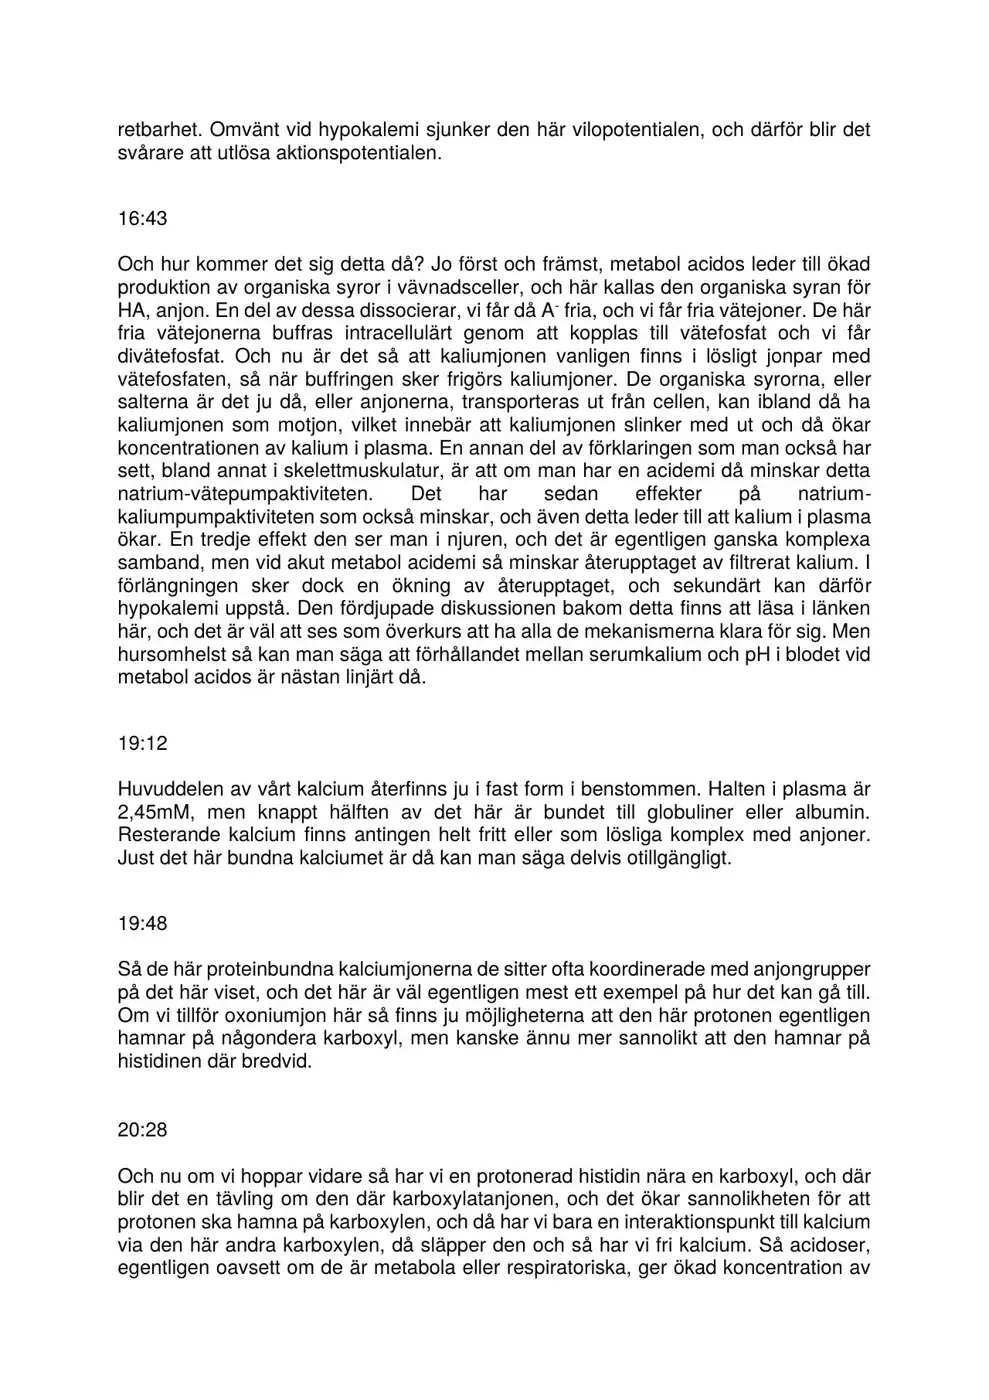 retbarhet. Omvänt vid hypokalemi sjunker den här vilopotentialen, och därför blir det
svårare att utlösa aktionspotentialen.
16:43
Och hur kommer det sig detta då? Jo först och främst, metabol acidos leder till ökad
produktion av organiska syror i vävnadsceller, och här kallas den organiska syran för
HA, anjon. En del av dessa dissocierar, vi får då A⁻ fria, och vi får fria vätejoner. De här
fria vätejonerna buffras intracellulärt genom att kopplas till vätefosfat och vi får
divätefosfat. Och nu är det så att kaliumjonen vanligen finns i lösligt jonpar med
vätefosfaten, så när buffringen sker frigörs kaliumjoner. De organiska syrorna, eller
salterna är det ju då, eller anjonerna, transporteras ut från cellen, kan ibland då ha
kaliumjonen som motjon, vilket innebär att kaliumjonen slinker med ut och då ökar
koncentrationen av kalium i plasma. En annan del av förklaringen som man också har
sett, bland annat i skelettmuskulatur, är att om man har en acidemi då minskar detta
natrium-vätepumpaktiviteten. Det har sedan effekter på natrium-
kaliumpumpaktiviteten som också minskar, och även detta leder till att kalium i plasma
ökar. En tredje effekt den ser man i njuren, och det är egentligen ganska komplexa
samband, men vid akut metabol acidemi så minskar återupptaget av filtrerat kalium. I
förlängningen sker dock en ökning av återupptaget, och sekundärt kan därför
hypokalemi uppstå. Den fördjupade diskussionen bakom detta finns att läsa i länken
här, och det är väl att ses som överkurs att ha alla de mekanismerna klara för sig. Men
hursomhelst så kan man säga att förhållandet mellan serumkalium och pH i blodet vid
metabol acidos är nästan linjärt då.
19:12
Huvuddelen av vårt kalcium återfinns ju i fast form i benstommen. Halten i plasma är
2,45mM, men knappt hälften av det här är bundet till globuliner eller albumin.
Resterande kalcium finns antingen helt fritt eller som lösliga komplex med anjoner.
Just det här bundna kalciumet är då kan man säga delvis otillgängligt.
19:48
Så de här proteinbundna kalciumjonerna de sitter ofta koordinerade med anjongrupper
på det här viset, och det här är väl egentligen mest ett exempel på hur det kan gå till.
Om vi tillför oxoniumjon här så finns ju möjligheterna att den här protonen egentligen
hamnar på någondera karboxyl, men kanske ännu mer sannolikt att den hamnar på
histidinen där bredvid.
20:28
Och nu om vi hoppar vidare så har vi en protonerad histidin nära en karboxyl, och där
blir det en tävling om den där karboxylatanjonen, och det ökar sannolikheten för att
protonen ska hamna på karboxylen, och då har vi bara en interaktionspunkt till kalcium
via den här andra karboxylen, då släpper den och så har vi fri kalcium. Så acidoser,
egentligen oavsett om de är metabola eller respiratoriska, ger ökad koncentration av